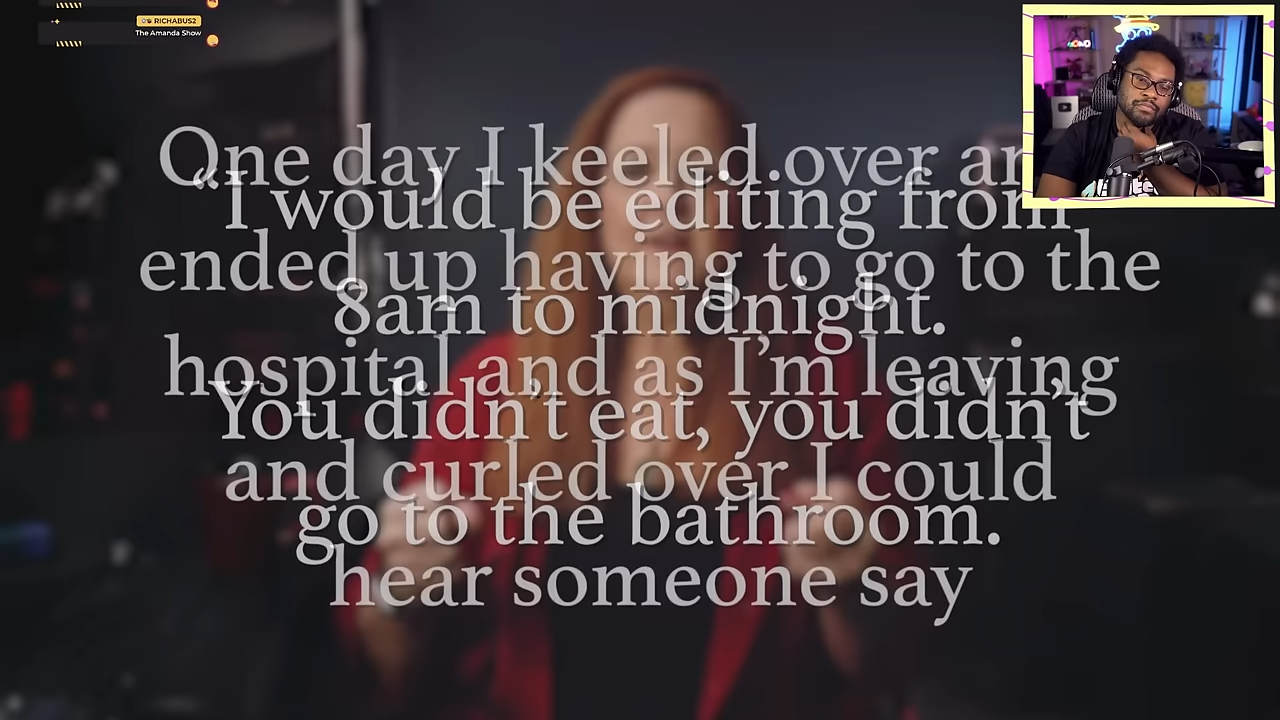 RICHABUS2
The Amanda Show
“I would be editing from
8am to midnight.
You didn’t eat, you didn’t
go to the bathroom.
One day I keeled over
ended up having to go to the
hospital and as I’m leaving
and curled over I could
hear someone say